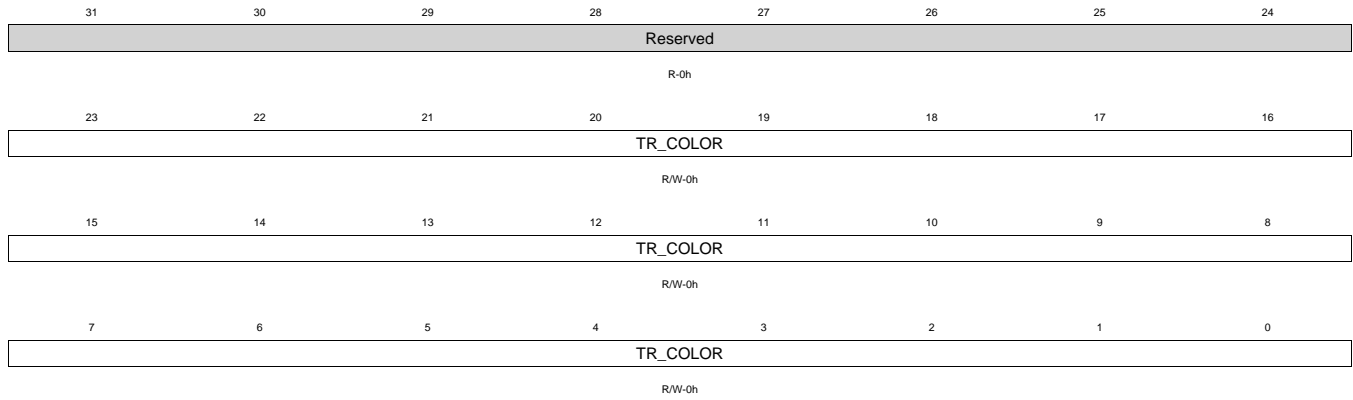 31 30 29 28 27 26 25 24
Reserved
R-0h
23 22 21 20 19 18 17 16
TR_COLOR
R/W-0h
15 14 13 12 11 10 9 8
TR_COLOR
R/W-0h
7 6 5 4 3 2 1 0
TR_COLOR
R/W-0h